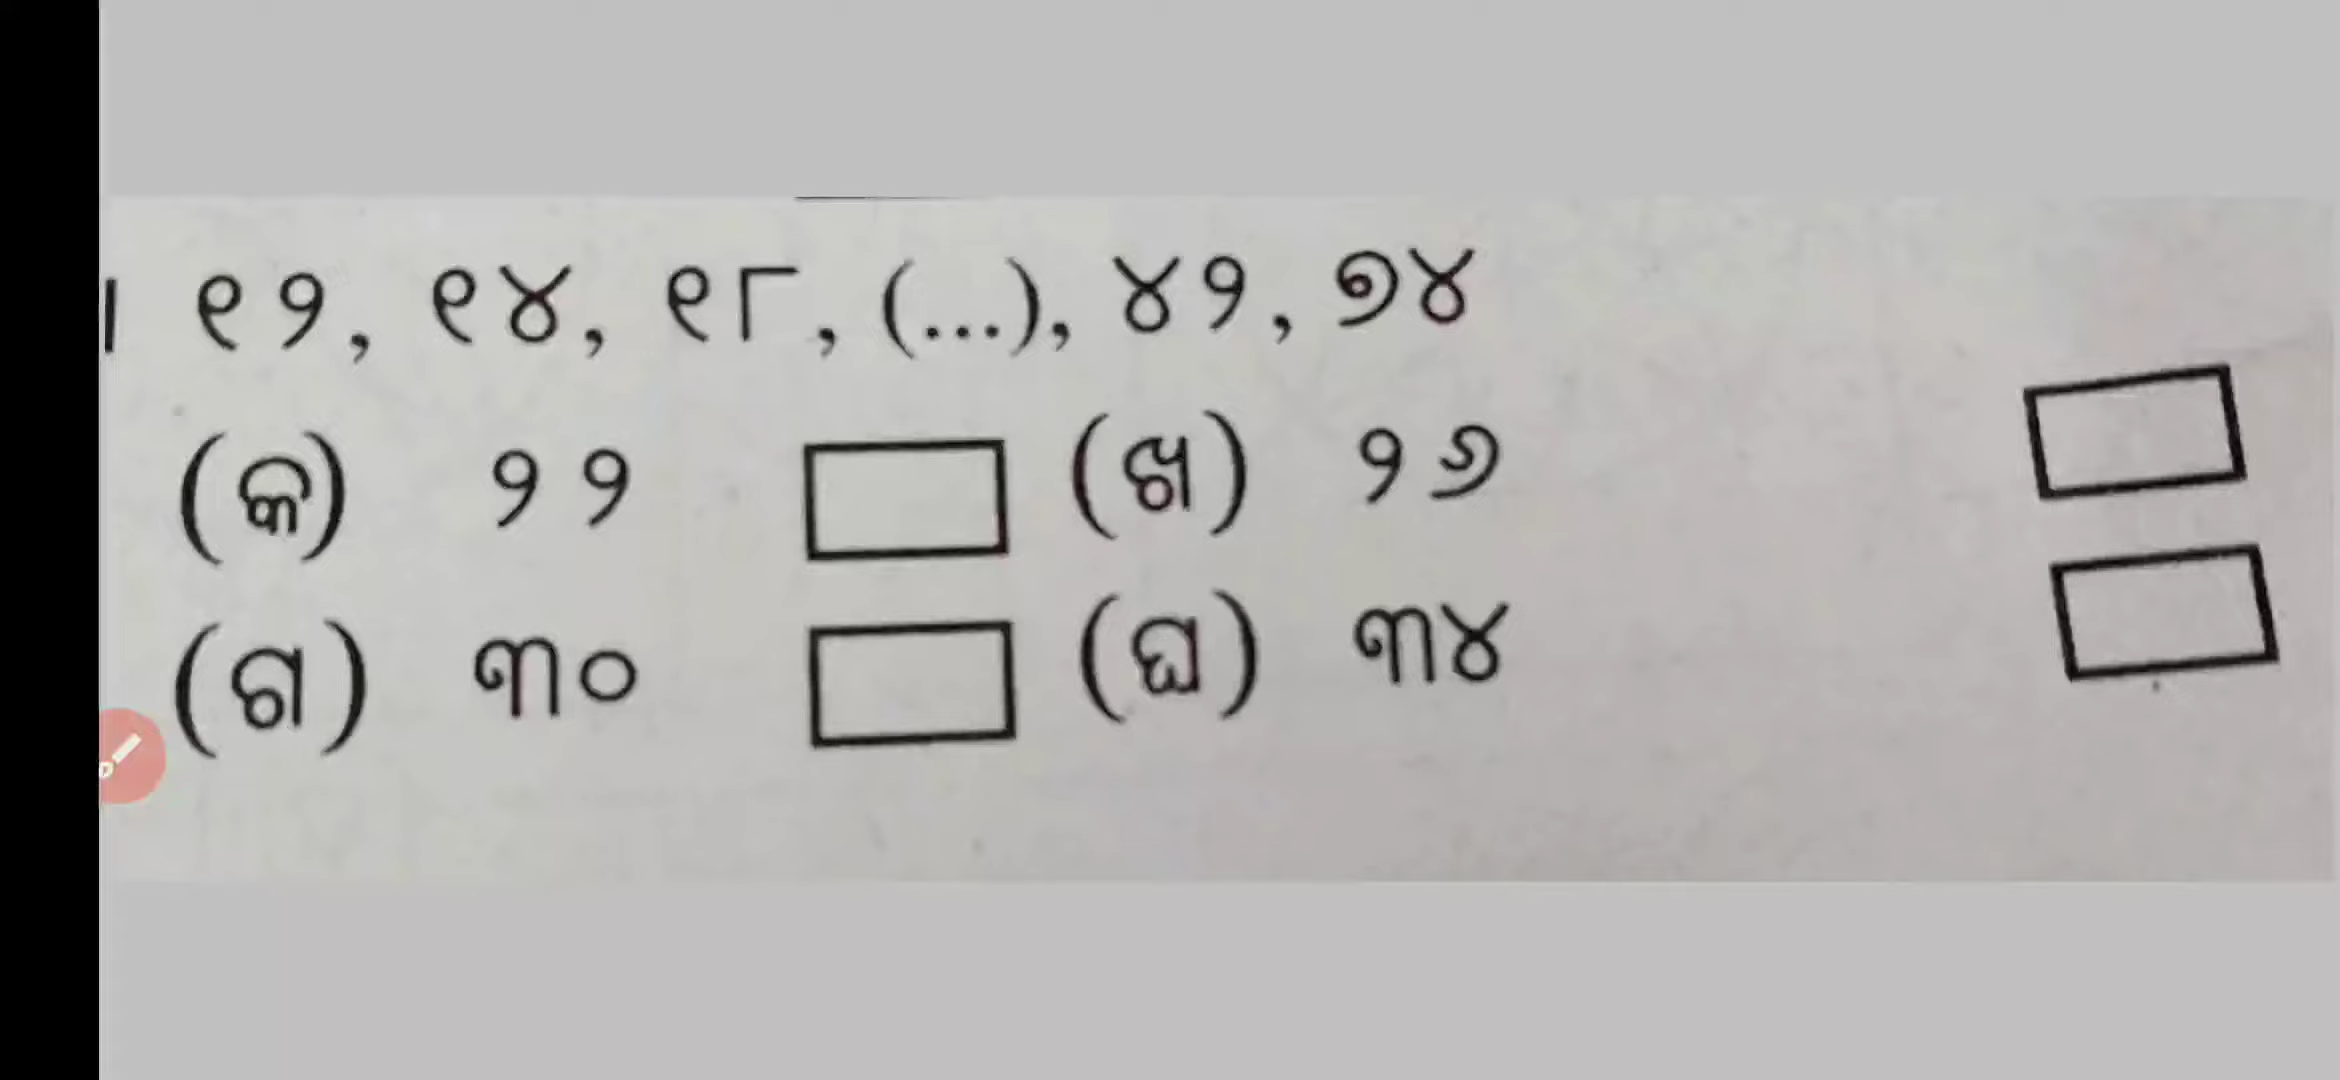 । ୧୨, ୧୪, ୧୮, (...), ୪୨, ୭୪
(କ) ୨୨ (ଖ) ୨୬
(ଗ) ୩୦ (ଘ) ୩୪